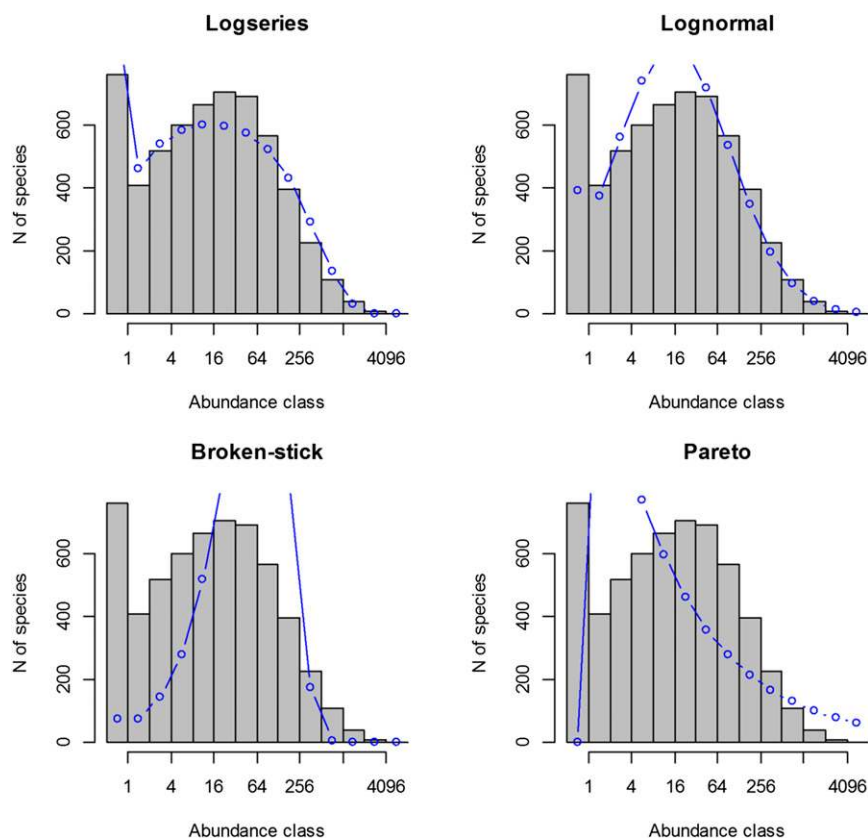 Logseries
Lognormal
N of species
0 200 400 600
1 4 16 64 256 4096
Abundance class
N of species
0 200 400 600
1 4 16 64 256 4096
Abundance class
Broken-stick
Pareto
N of species
0 200 400 600
1 4 16 64 256 4096
Abundance class
N of species
0 200 400 600
1 4 16 64 256 4096
Abundance class